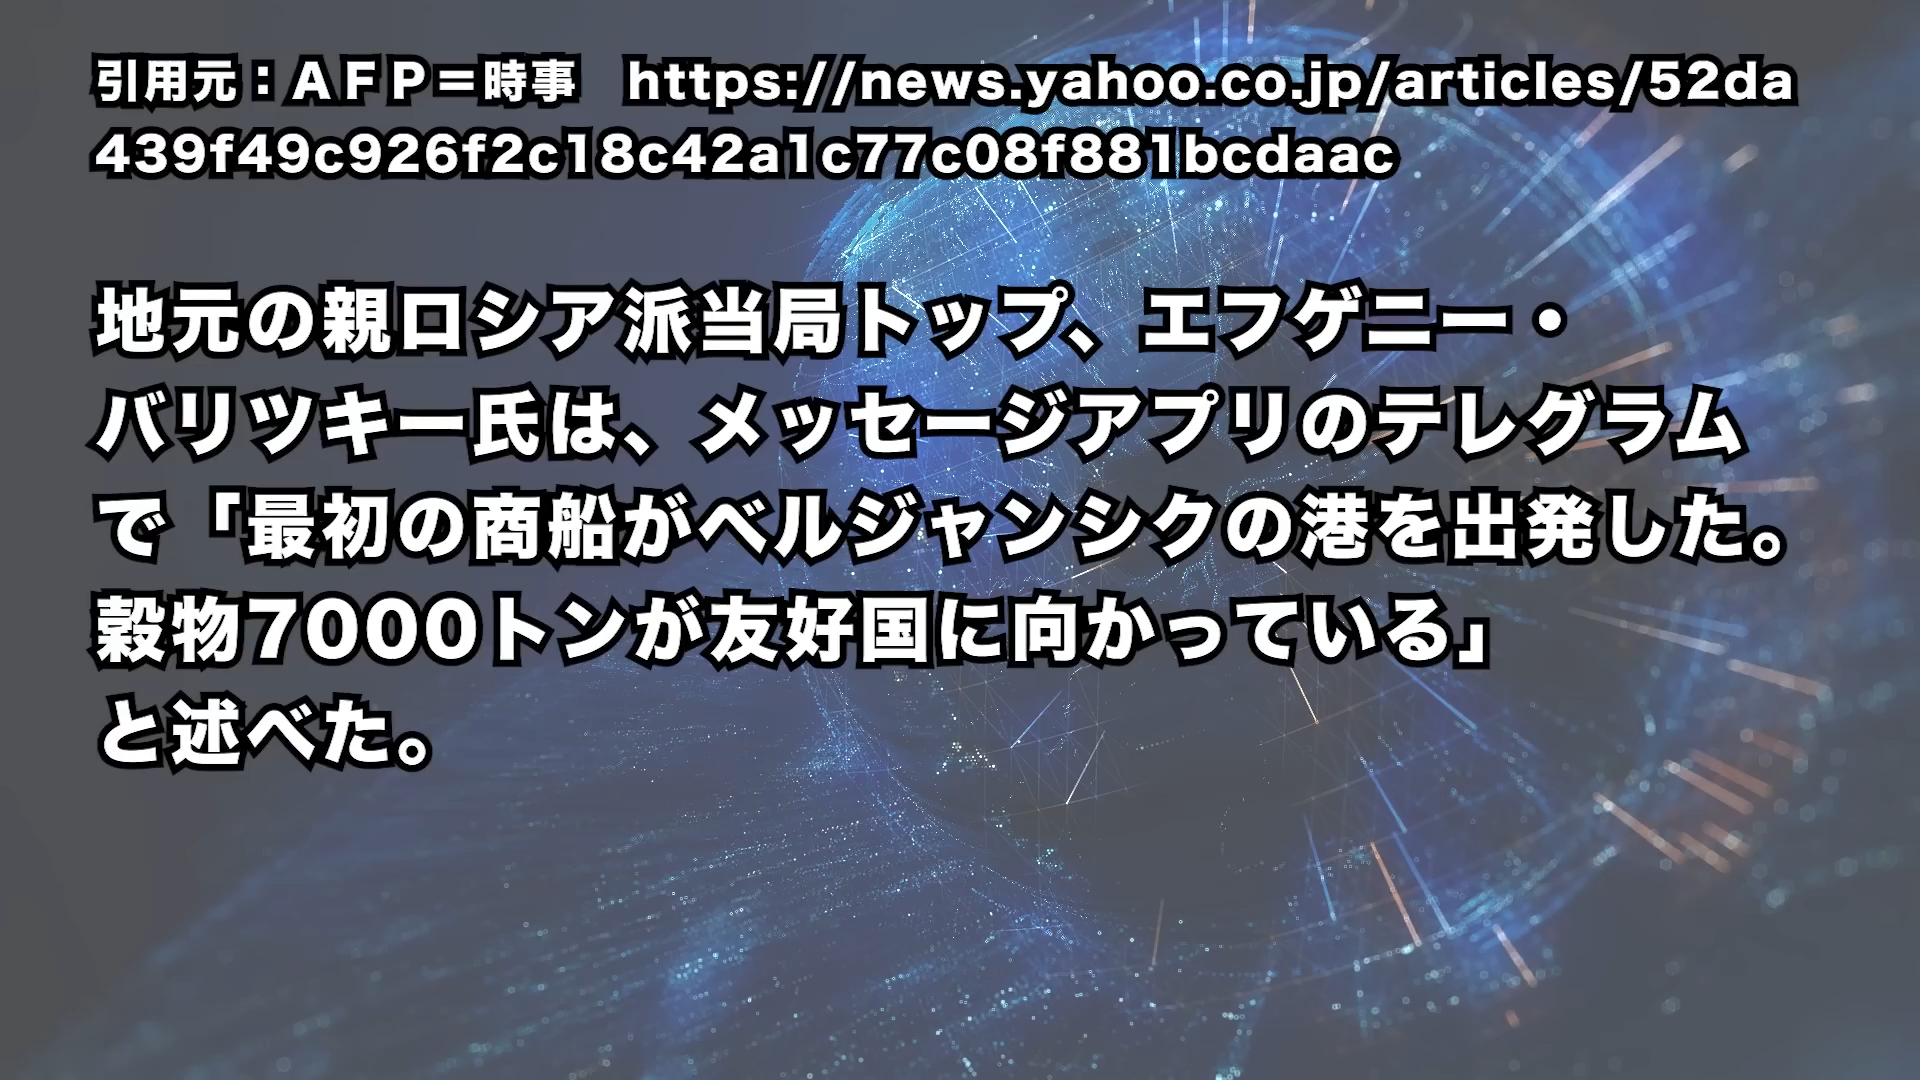 引用元：ＡＦＰ＝時事　https://news.yahoo.co.jp/articles/52da
439f49c926f2c18c42a1c77c08f881bcdaac
地元の親ロシア派当局トップ、エフゲニー・
バリツキー氏は、メッセージアプリのテレグラム
で「最初の商船がベルジャンシクの港を出発した。
穀物7000トンが友好国に向かっている」
と述べた。